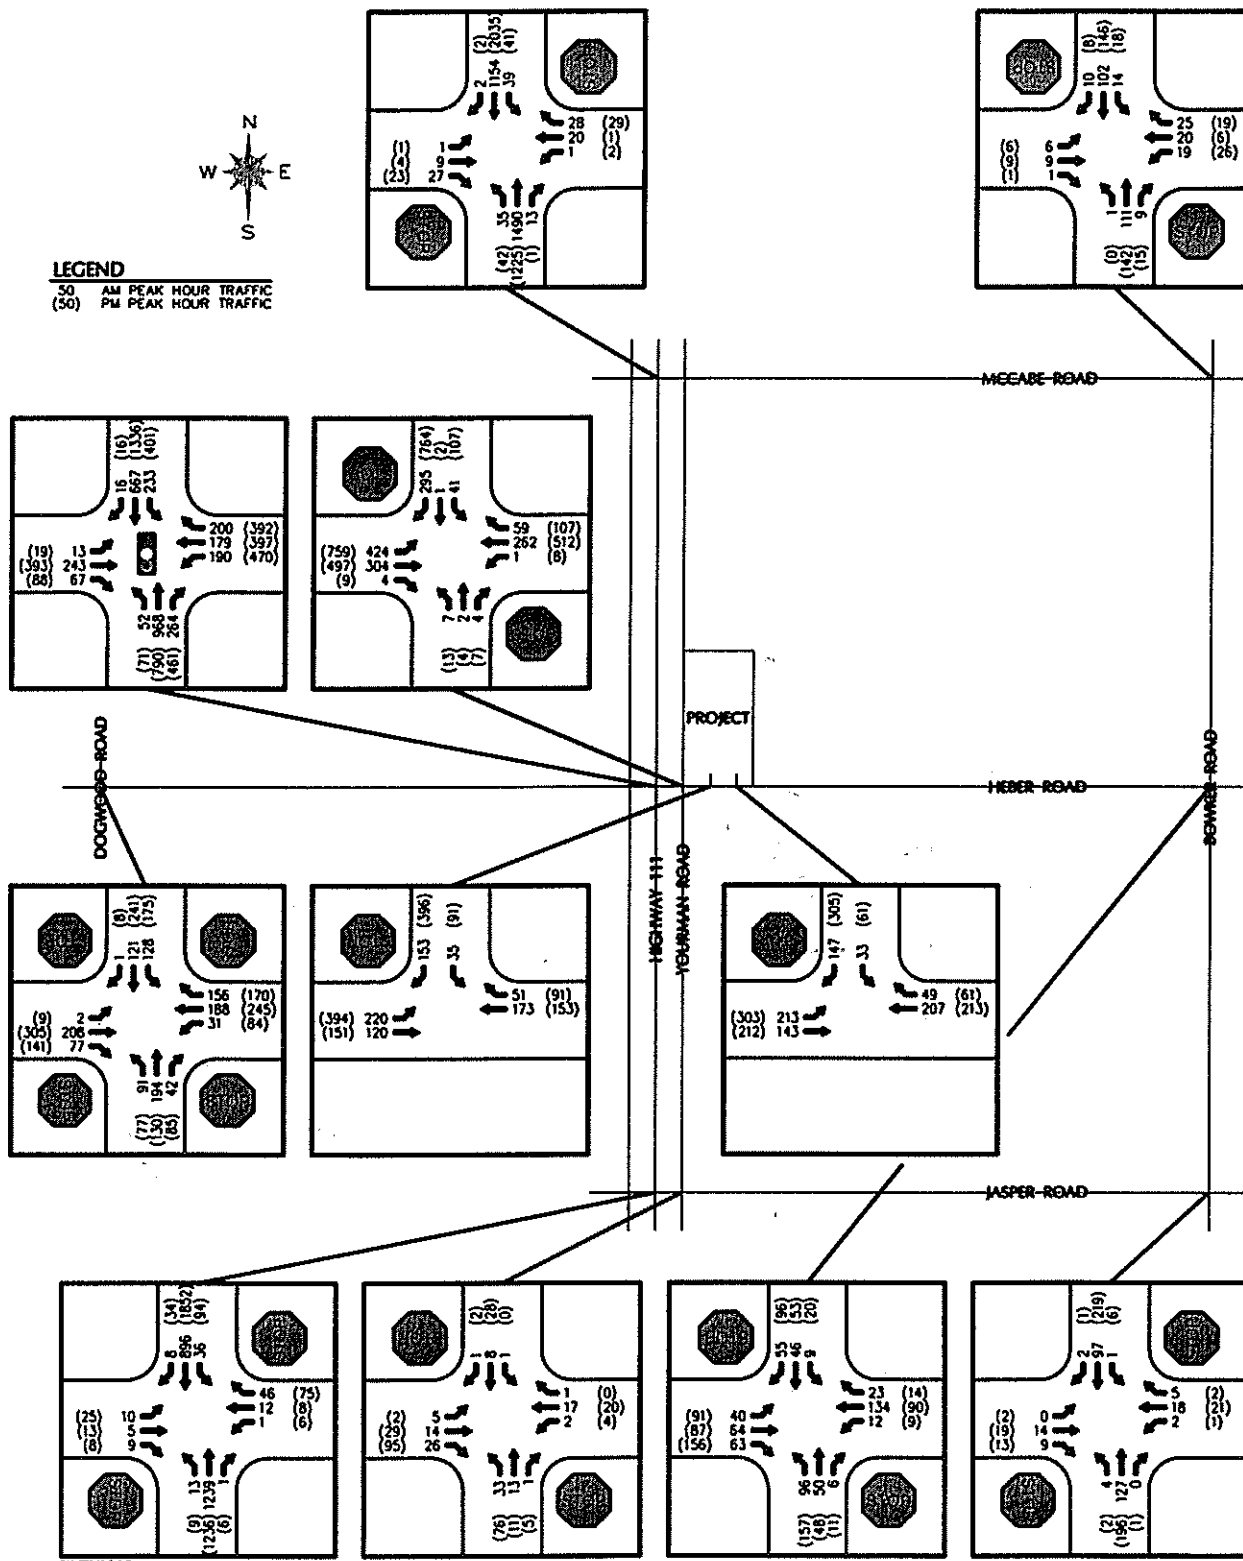 (2) (2035) (41)
2 1154 39
28 (29)
20 (1)
1 (2)
(1) 1
(4) 9
(23) 27
35 1490 13
(42) (1225) (1)
(8) (146) (18)
10 102 14
25 (19)
20 (6)
19 (26)
(6) 6
(9) 9
(1) 1
1 111 9
(0) (142) (15)
N
W E
S
LEGEND
50 AM PEAK HOUR TRAFFIC
(50) PM PEAK HOUR TRAFFIC
MCCABE ROAD
(16) (1336) (401)
16 667 233
200 (392)
179 (397)
190 (470)
(19) 13
(393) 243
(88) 67
52 968 264
(71) (790) (461)
(764) (2) (107)
295 1 41
59 (107)
262 (512)
1 (8)
(759) 424
(497) 304
(9) 4
7 2 4
(13) (4) (7)
PROJECT
DOGWOOD ROAD
HEBER ROAD
BOWKER ROAD
HIGHWAY 111
YOURMAN ROAD
(8) (241) (175)
1 121 128
156 (170)
188 (245)
31 (84)
(9) 2
(305) 208
(141) 77
91 194 42
(77) (130) (85)
(396) (91)
153 35
51 (91)
173 (153)
(394) 220
(151) 120
(305) (61)
147 33
49 (61)
207 (213)
(303) 213
(212) 143
JASPER ROAD
(34) (1852) (94)
8 896 36
46 (75)
12 (8)
1 (6)
(25) 10
(13) 5
(8) 9
13 1239 1
(9) (1236) (6)
(2) (28) (0)
1 8 1
1 (0)
17 (20)
2 (4)
(2) 5
(29) 14
(95) 26
33 13 1
(76) (11) (5)
(96) (53) (20)
55 46 9
23 (14)
134 (90)
12 (9)
(91) 40
(87) 64
(156) 63
96 50 6
(157) (48) (11)
(1) (219) (6)
2 97 1
5 (2)
18 (21)
2 (1)
(2) 0
(19) 14
(13) 9
4 127 0
(2) (196) (1)